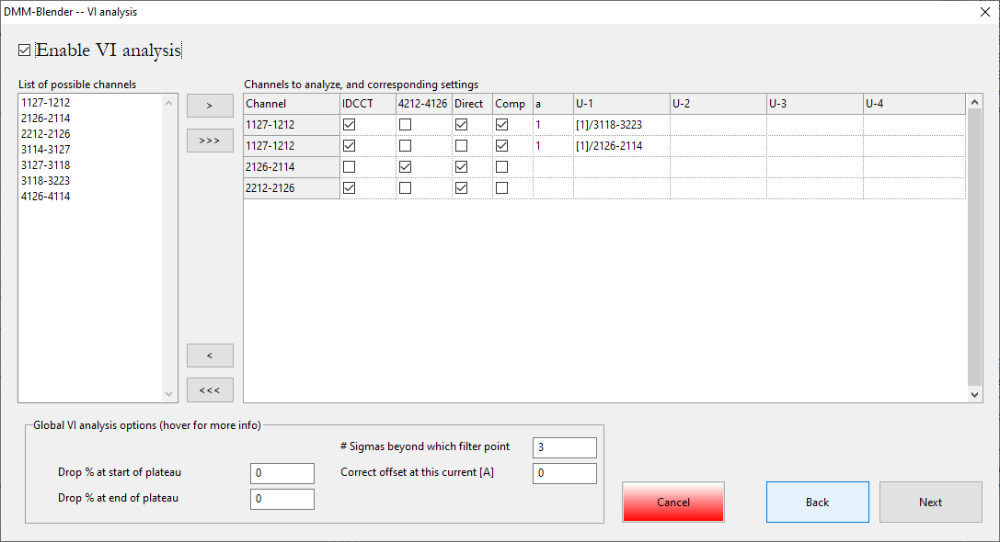 DMM-Blender -- VI analysis
Enable VI analysis
List of possible channels
1127-1212
2126-2114
2212-2126
3114-3127
3127-3118
3118-3223
4126-4114
>
>>>
<
<<<
Channels to analyze, and corresponding settings
Channel IDCCT 4212-4126 Direct Comp a U-1 U-2 U-3 U-4
1127-1212 1 [1]/3118-3223
1127-1212 1 [1]/2126-2114
2126-2114
2212-2126
Global VI analysis options (hover for more info)
# Sigmas beyond which filter point 3
Drop % at start of plateau 0 Correct offset at this current [A] 0
Drop % at end of plateau 0
Cancel Back Next